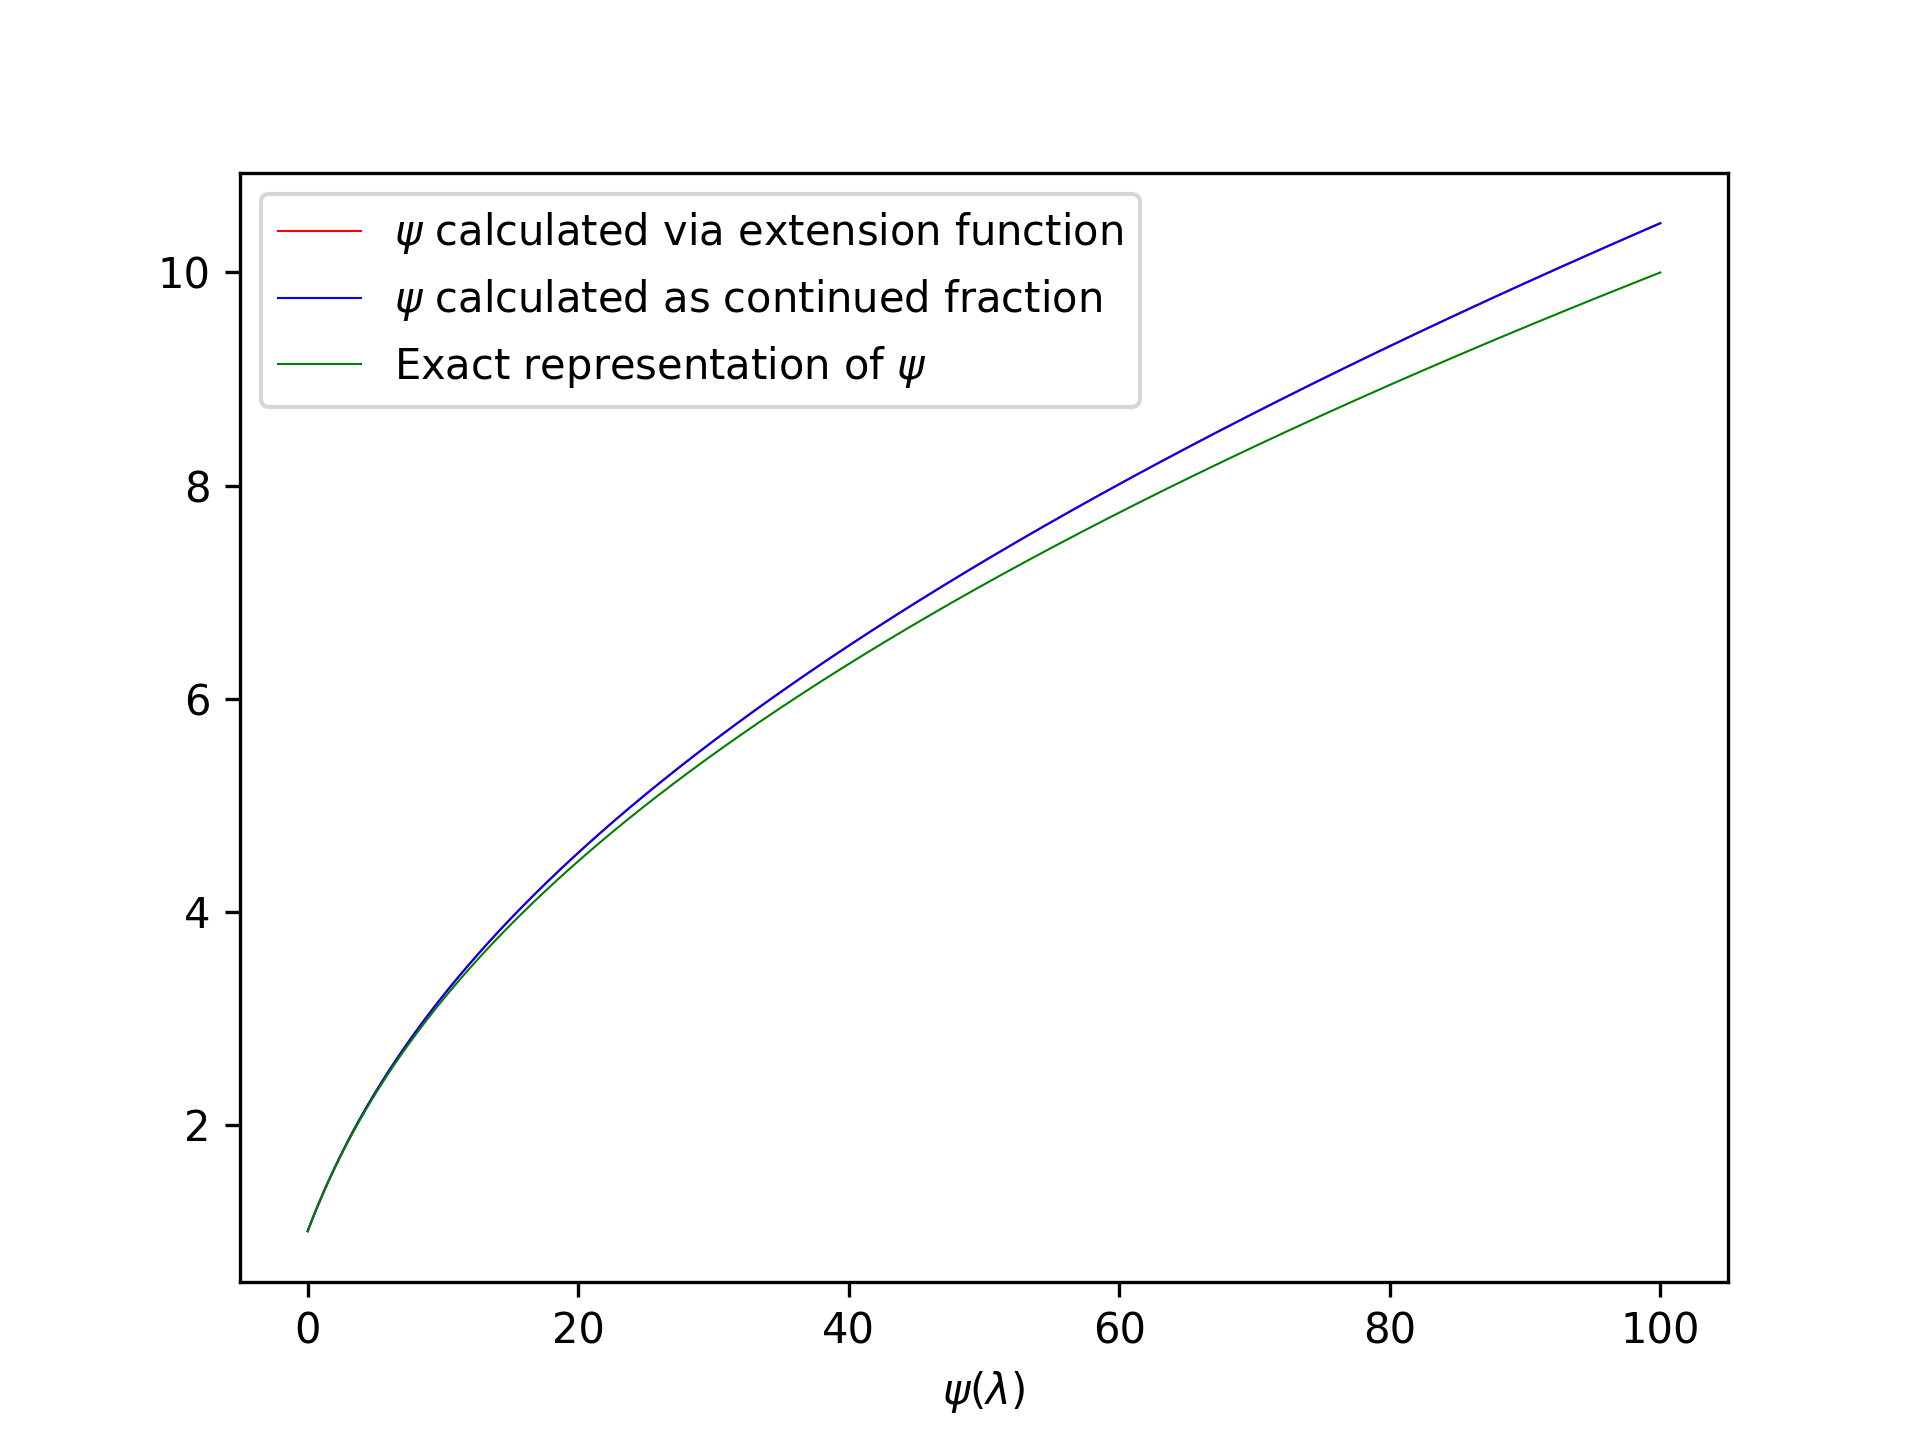 ψ calculated via extension function
ψ calculated as continued fraction
Exact representation of ψ
10
8
6
4
2
0 20 40 60 80 100
ψ(λ)